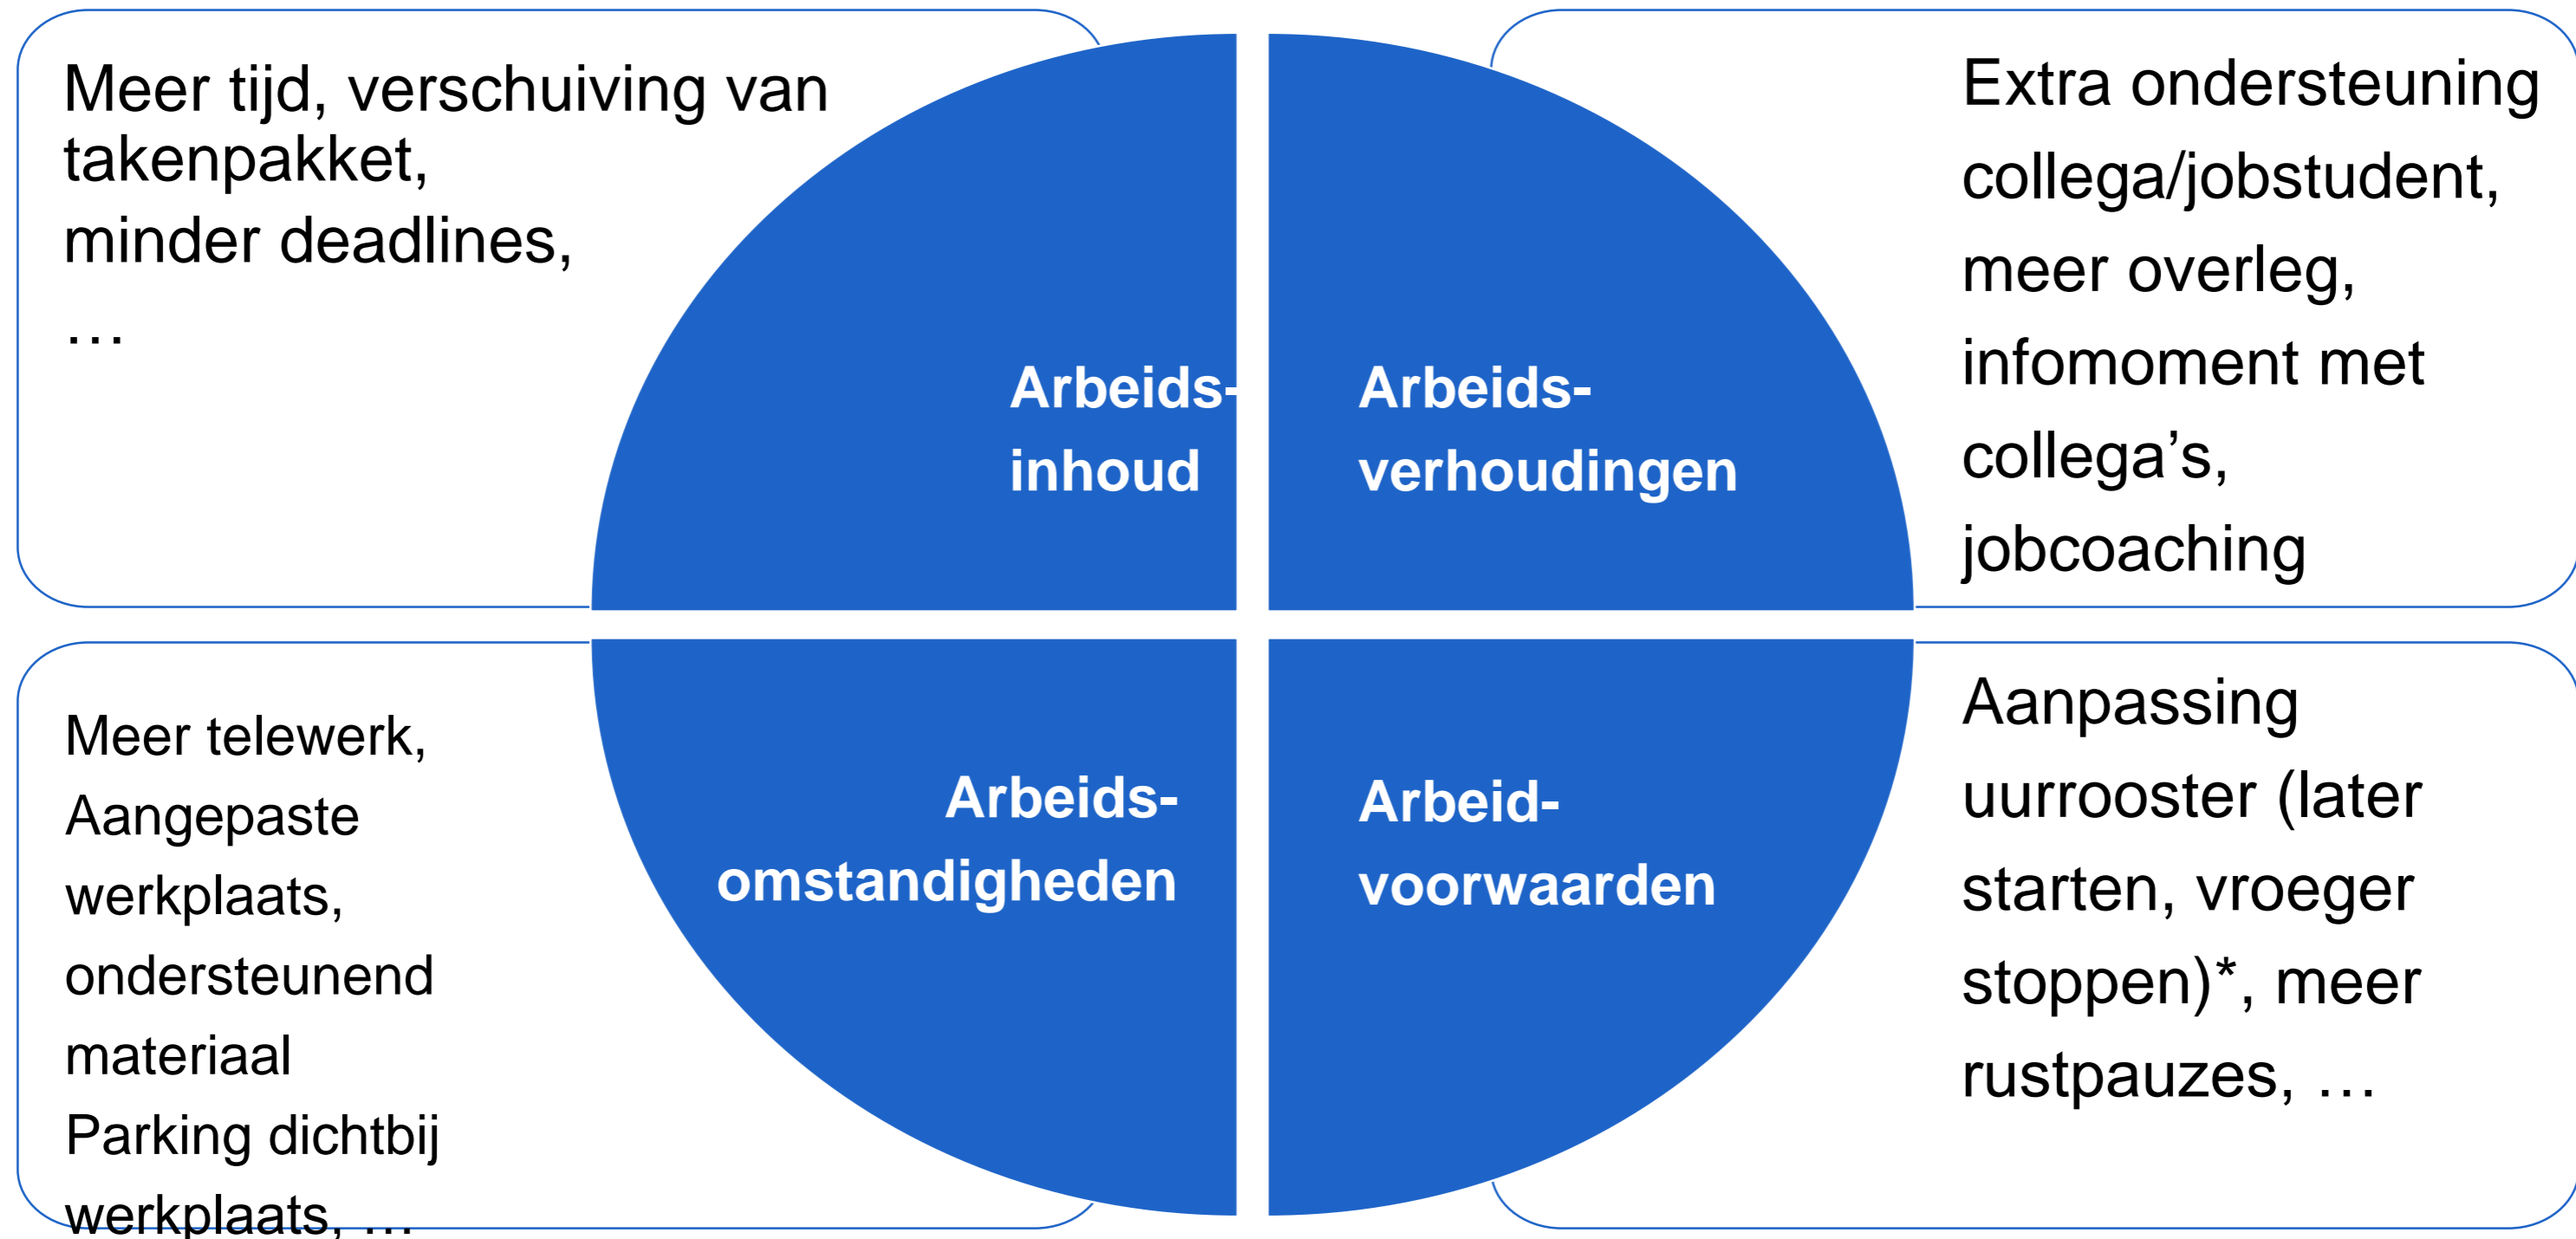 Meer tijd, verschuiving van
takenpakket,
minder deadlines,
…
Arbeids-
inhoud
Arbeids-
verhoudingen
Extra ondersteuning
collega/jobstudent,
meer overleg,
infomoment met
collega’s,
jobcoaching
Meer telewerk,
Aangepaste
werkplaats,
ondersteunend
materiaal
Parking dichtbij
werkplaats, …
Arbeids-
omstandigheden
Arbeid-
voorwaarden
Aanpassing
uurrooster (later
starten, vroeger
stoppen)*, meer
rustpauzes, …